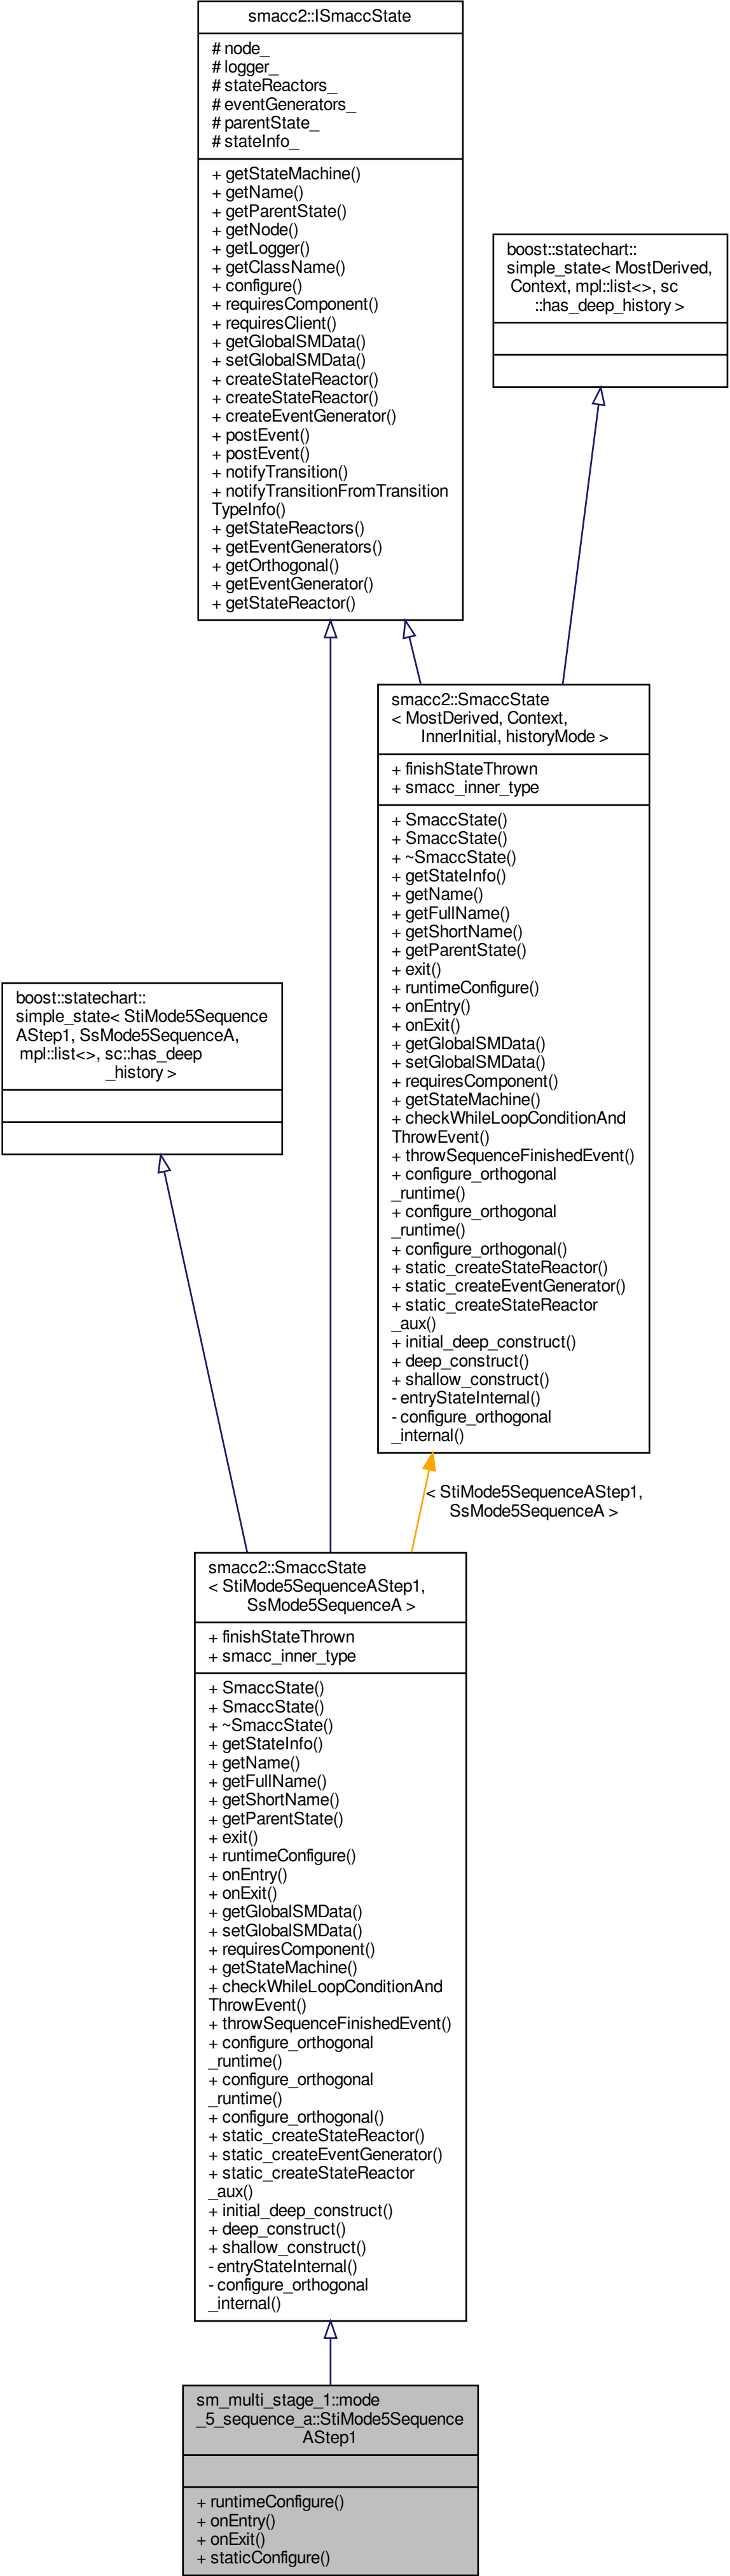 smacc2::ISmaccState
# node_
# logger_
# stateReactors_
# eventGenerators_
# parentState_
# stateInfo_
+ getStateMachine()
+ getName()
+ getParentState()
+ getNode()
+ getLogger()
+ getClassName()
+ configure()
+ requiresComponent()
+ requiresClient()
+ getGlobalSMData()
+ setGlobalSMData()
+ createStateReactor()
+ createStateReactor()
+ createEventGenerator()
+ postEvent()
+ postEvent()
+ notifyTransition()
+ notifyTransitionFromTransition
TypeInfo()
+ getStateReactors()
+ getEventGenerators()
+ getOrthogonal()
+ getEventGenerator()
+ getStateReactor()
boost::statechart::
simple_state< MostDerived,
Context, mpl::list<>, sc
::has_deep_history >
smacc2::SmaccState
< MostDerived, Context,
InnerInitial, historyMode >
+ finishStateThrown
+ smacc_inner_type
+ SmaccState()
+ SmaccState()
+ ~SmaccState()
+ getStateInfo()
+ getName()
+ getFullName()
+ getShortName()
+ getParentState()
+ exit()
+ runtimeConfigure()
+ onEntry()
+ onExit()
+ getGlobalSMData()
+ setGlobalSMData()
+ requiresComponent()
+ getStateMachine()
+ checkWhileLoopConditionAnd
ThrowEvent()
+ throwSequenceFinishedEvent()
+ configure_orthogonal
_runtime()
+ configure_orthogonal
_runtime()
+ configure_orthogonal()
+ static_createStateReactor()
+ static_createEventGenerator()
+ static_createStateReactor
_aux()
+ initial_deep_construct()
+ deep_construct()
+ shallow_construct()
- entryStateInternal()
- configure_orthogonal
_internal()
boost::statechart::
simple_state< StiMode5Sequence
AStep1, SsMode5SequenceA,
mpl::list<>, sc::has_deep
_history >
< StiMode5SequenceAStep1,
SsMode5SequenceA >
smacc2::SmaccState
< StiMode5SequenceAStep1,
SsMode5SequenceA >
+ finishStateThrown
+ smacc_inner_type
+ SmaccState()
+ SmaccState()
+ ~SmaccState()
+ getStateInfo()
+ getName()
+ getFullName()
+ getShortName()
+ getParentState()
+ exit()
+ runtimeConfigure()
+ onEntry()
+ onExit()
+ getGlobalSMData()
+ setGlobalSMData()
+ requiresComponent()
+ getStateMachine()
+ checkWhileLoopConditionAnd
ThrowEvent()
+ throwSequenceFinishedEvent()
+ configure_orthogonal
_runtime()
+ configure_orthogonal
_runtime()
+ configure_orthogonal()
+ static_createStateReactor()
+ static_createEventGenerator()
+ static_createStateReactor
_aux()
+ initial_deep_construct()
+ deep_construct()
+ shallow_construct()
- entryStateInternal()
- configure_orthogonal
_internal()
sm_multi_stage_1::mode
_5_sequence_a::StiMode5Sequence
AStep1
+ runtimeConfigure()
+ onEntry()
+ onExit()
+ staticConfigure()